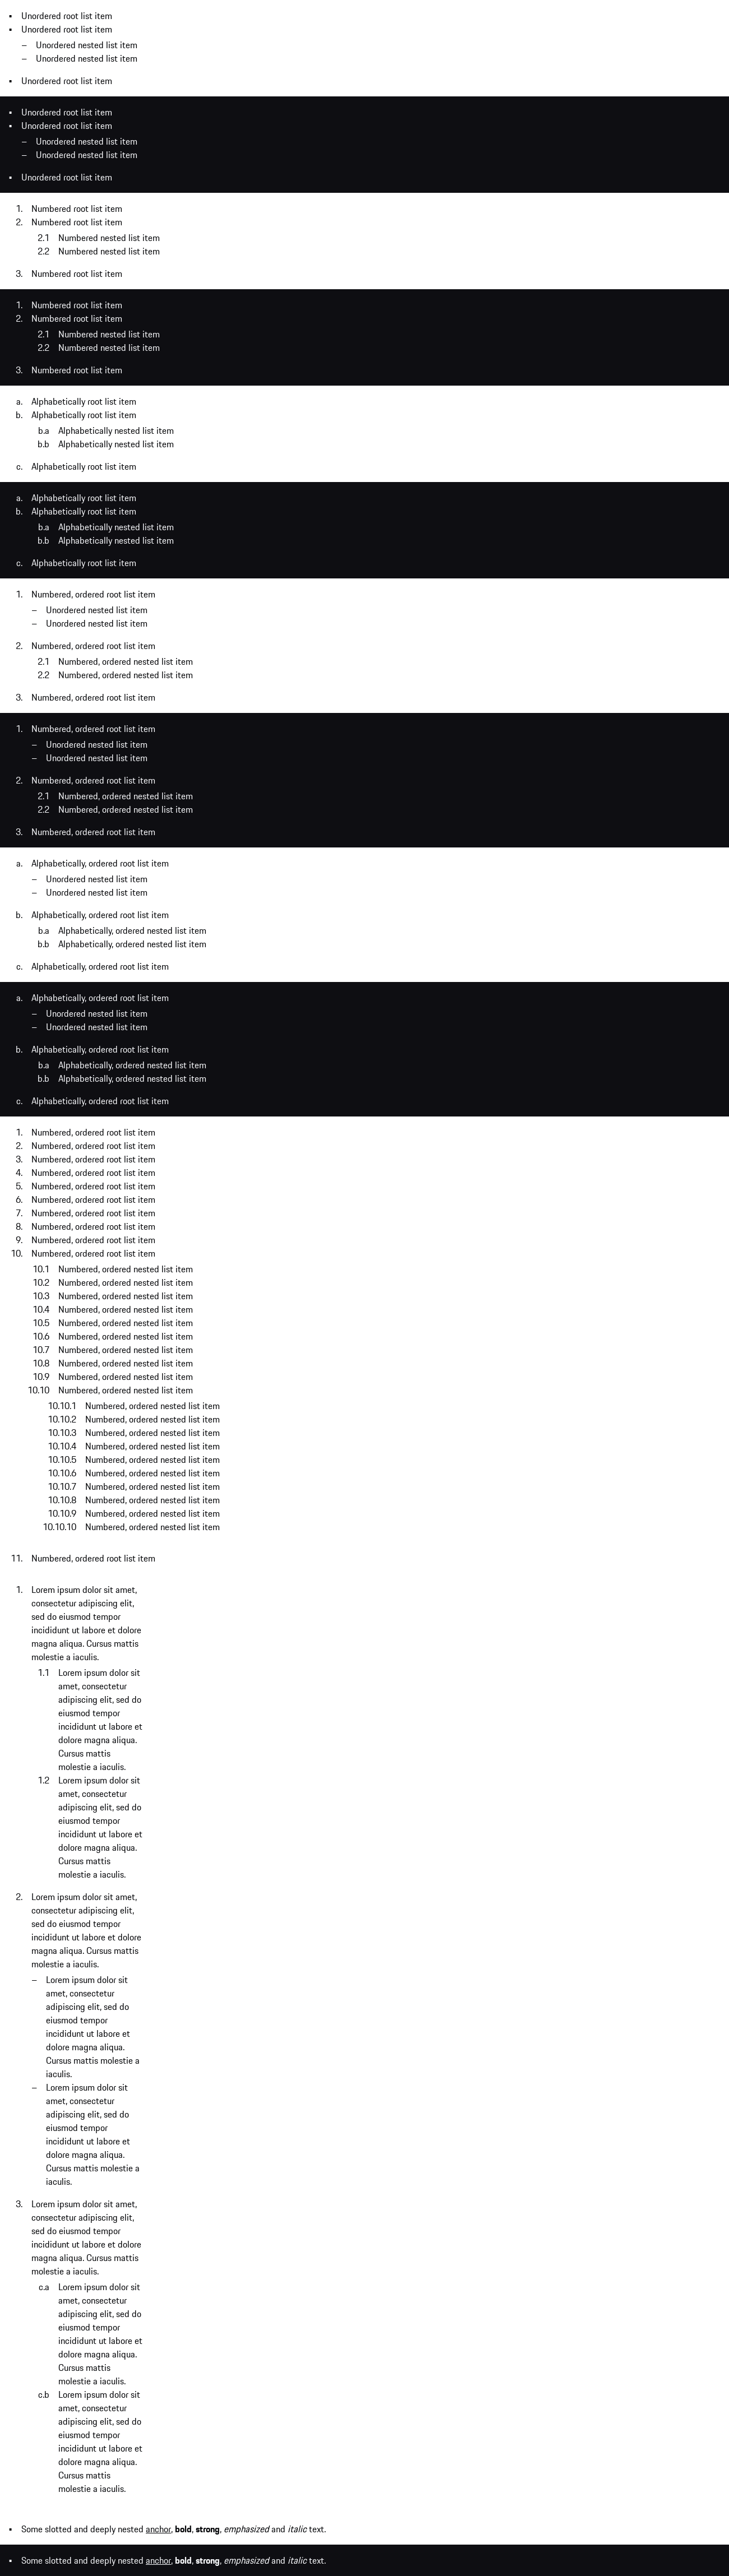 • Unordered root list item
• Unordered root list item
– Unordered nested list item
– Unordered nested list item
• Unordered root list item
• Unordered root list item
• Unordered root list item
– Unordered nested list item
– Unordered nested list item
• Unordered root list item
1. Numbered root list item
2. Numbered root list item
2.1 Numbered nested list item
2.2 Numbered nested list item
3. Numbered root list item
1. Numbered root list item
2. Numbered root list item
2.1 Numbered nested list item
2.2 Numbered nested list item
3. Numbered root list item
a. Alphabetically root list item
b. Alphabetically root list item
b.a Alphabetically nested list item
b.b Alphabetically nested list item
c. Alphabetically root list item
a. Alphabetically root list item
b. Alphabetically root list item
b.a Alphabetically nested list item
b.b Alphabetically nested list item
c. Alphabetically root list item
1. Numbered, ordered root list item
– Unordered nested list item
– Unordered nested list item
2. Numbered, ordered root list item
2.1 Numbered, ordered nested list item
2.2 Numbered, ordered nested list item
3. Numbered, ordered root list item
1. Numbered, ordered root list item
– Unordered nested list item
– Unordered nested list item
2. Numbered, ordered root list item
2.1 Numbered, ordered nested list item
2.2 Numbered, ordered nested list item
3. Numbered, ordered root list item
a. Alphabetically, ordered root list item
– Unordered nested list item
– Unordered nested list item
b. Alphabetically, ordered root list item
b.a Alphabetically, ordered nested list item
b.b Alphabetically, ordered nested list item
c. Alphabetically, ordered root list item
a. Alphabetically, ordered root list item
– Unordered nested list item
– Unordered nested list item
b. Alphabetically, ordered root list item
b.a Alphabetically, ordered nested list item
b.b Alphabetically, ordered nested list item
c. Alphabetically, ordered root list item
1. Numbered, ordered root list item
2. Numbered, ordered root list item
3. Numbered, ordered root list item
4. Numbered, ordered root list item
5. Numbered, ordered root list item
6. Numbered, ordered root list item
7. Numbered, ordered root list item
8. Numbered, ordered root list item
9. Numbered, ordered root list item
10. Numbered, ordered root list item
10.1 Numbered, ordered nested list item
10.2 Numbered, ordered nested list item
10.3 Numbered, ordered nested list item
10.4 Numbered, ordered nested list item
10.5 Numbered, ordered nested list item
10.6 Numbered, ordered nested list item
10.7 Numbered, ordered nested list item
10.8 Numbered, ordered nested list item
10.9 Numbered, ordered nested list item
10.10 Numbered, ordered nested list item
10.10.1 Numbered, ordered nested list item
10.10.2 Numbered, ordered nested list item
10.10.3 Numbered, ordered nested list item
10.10.4 Numbered, ordered nested list item
10.10.5 Numbered, ordered nested list item
10.10.6 Numbered, ordered nested list item
10.10.7 Numbered, ordered nested list item
10.10.8 Numbered, ordered nested list item
10.10.9 Numbered, ordered nested list item
10.10.10 Numbered, ordered nested list item
11. Numbered, ordered root list item
1. Lorem ipsum dolor sit amet,
consectetur adipiscing elit,
sed do eiusmod tempor
incididunt ut labore et dolore
magna aliqua. Cursus mattis
molestie a iaculis.
1.1 Lorem ipsum dolor sit
amet, consectetur
adipiscing elit, sed do
eiusmod tempor
incididunt ut labore et
dolore magna aliqua.
Cursus mattis
molestie a iaculis.
1.2 Lorem ipsum dolor sit
amet, consectetur
adipiscing elit, sed do
eiusmod tempor
incididunt ut labore et
dolore magna aliqua.
Cursus mattis
molestie a iaculis.
2. Lorem ipsum dolor sit amet,
consectetur adipiscing elit,
sed do eiusmod tempor
incididunt ut labore et dolore
magna aliqua. Cursus mattis
molestie a iaculis.
– Lorem ipsum dolor sit
amet, consectetur
adipiscing elit, sed do
eiusmod tempor
incididunt ut labore et
dolore magna aliqua.
Cursus mattis molestie a
iaculis.
– Lorem ipsum dolor sit
amet, consectetur
adipiscing elit, sed do
eiusmod tempor
incididunt ut labore et
dolore magna aliqua.
Cursus mattis molestie a
iaculis.
3. Lorem ipsum dolor sit amet,
consectetur adipiscing elit,
sed do eiusmod tempor
incididunt ut labore et dolore
magna aliqua. Cursus mattis
molestie a iaculis.
c.a Lorem ipsum dolor sit
amet, consectetur
adipiscing elit, sed do
eiusmod tempor
incididunt ut labore et
dolore magna aliqua.
Cursus mattis
molestie a iaculis.
c.b Lorem ipsum dolor sit
amet, consectetur
adipiscing elit, sed do
eiusmod tempor
incididunt ut labore et
dolore magna aliqua.
Cursus mattis
molestie a iaculis.
• Some slotted and deeply nested anchor, bold, strong, emphasized and italic text.
• Some slotted and deeply nested anchor, bold, strong, emphasized and italic text.